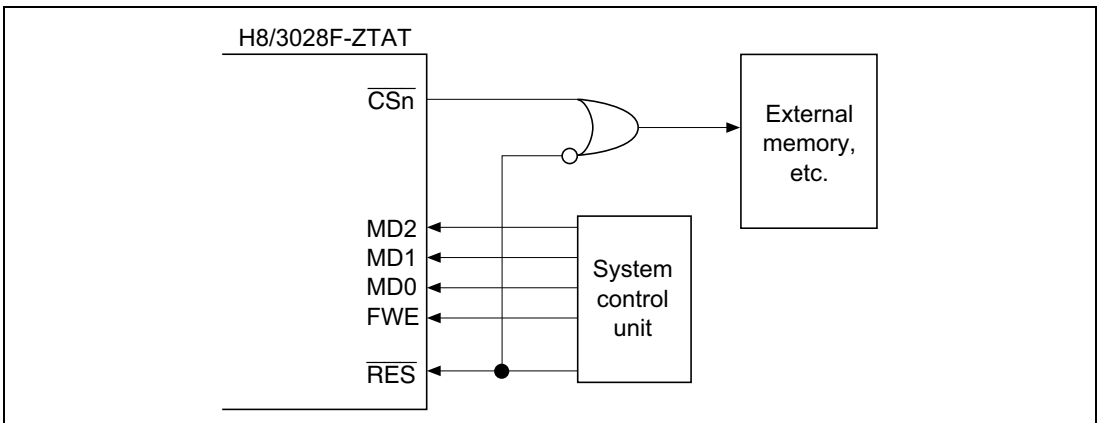 H8/3028F-ZTAT
CSn
External
memory,
etc.
MD2
MD1
MD0
FWE
RES
System
control
unit